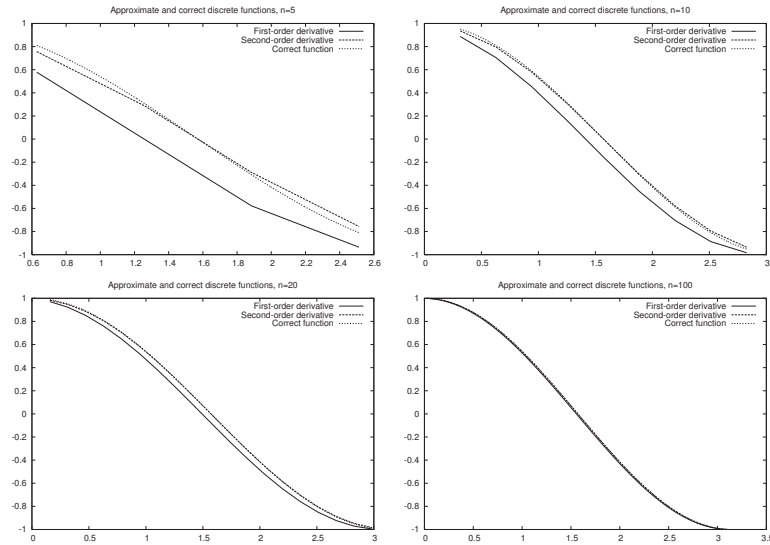 Approximate and correct discrete functions, n=5
First-order derivative
Second-order derivative
Correct function
1
0.8
0.6
0.4
0.2
0
-0.2
-0.4
-0.6
-0.8
-1
0.6 0.8 1 1.2 1.4 1.6 1.8 2 2.2 2.4 2.6
Approximate and correct discrete functions, n=10
First-order derivative
Second-order derivative
Correct function
1
0.8
0.6
0.4
0.2
0
-0.2
-0.4
-0.6
-0.8
-1
0 0.5 1 1.5 2 2.5 3
Approximate and correct discrete functions, n=20
First-order derivative
Second-order derivative
Correct function
1
0.8
0.6
0.4
0.2
0
-0.2
-0.4
-0.6
-0.8
-1
0 0.5 1 1.5 2 2.5 3
Approximate and correct discrete functions, n=100
First-order derivative
Second-order derivative
Correct function
1
0.8
0.6
0.4
0.2
0
-0.2
-0.4
-0.6
-0.8
-1
0 0.5 1 1.5 2 2.5 3 3.5